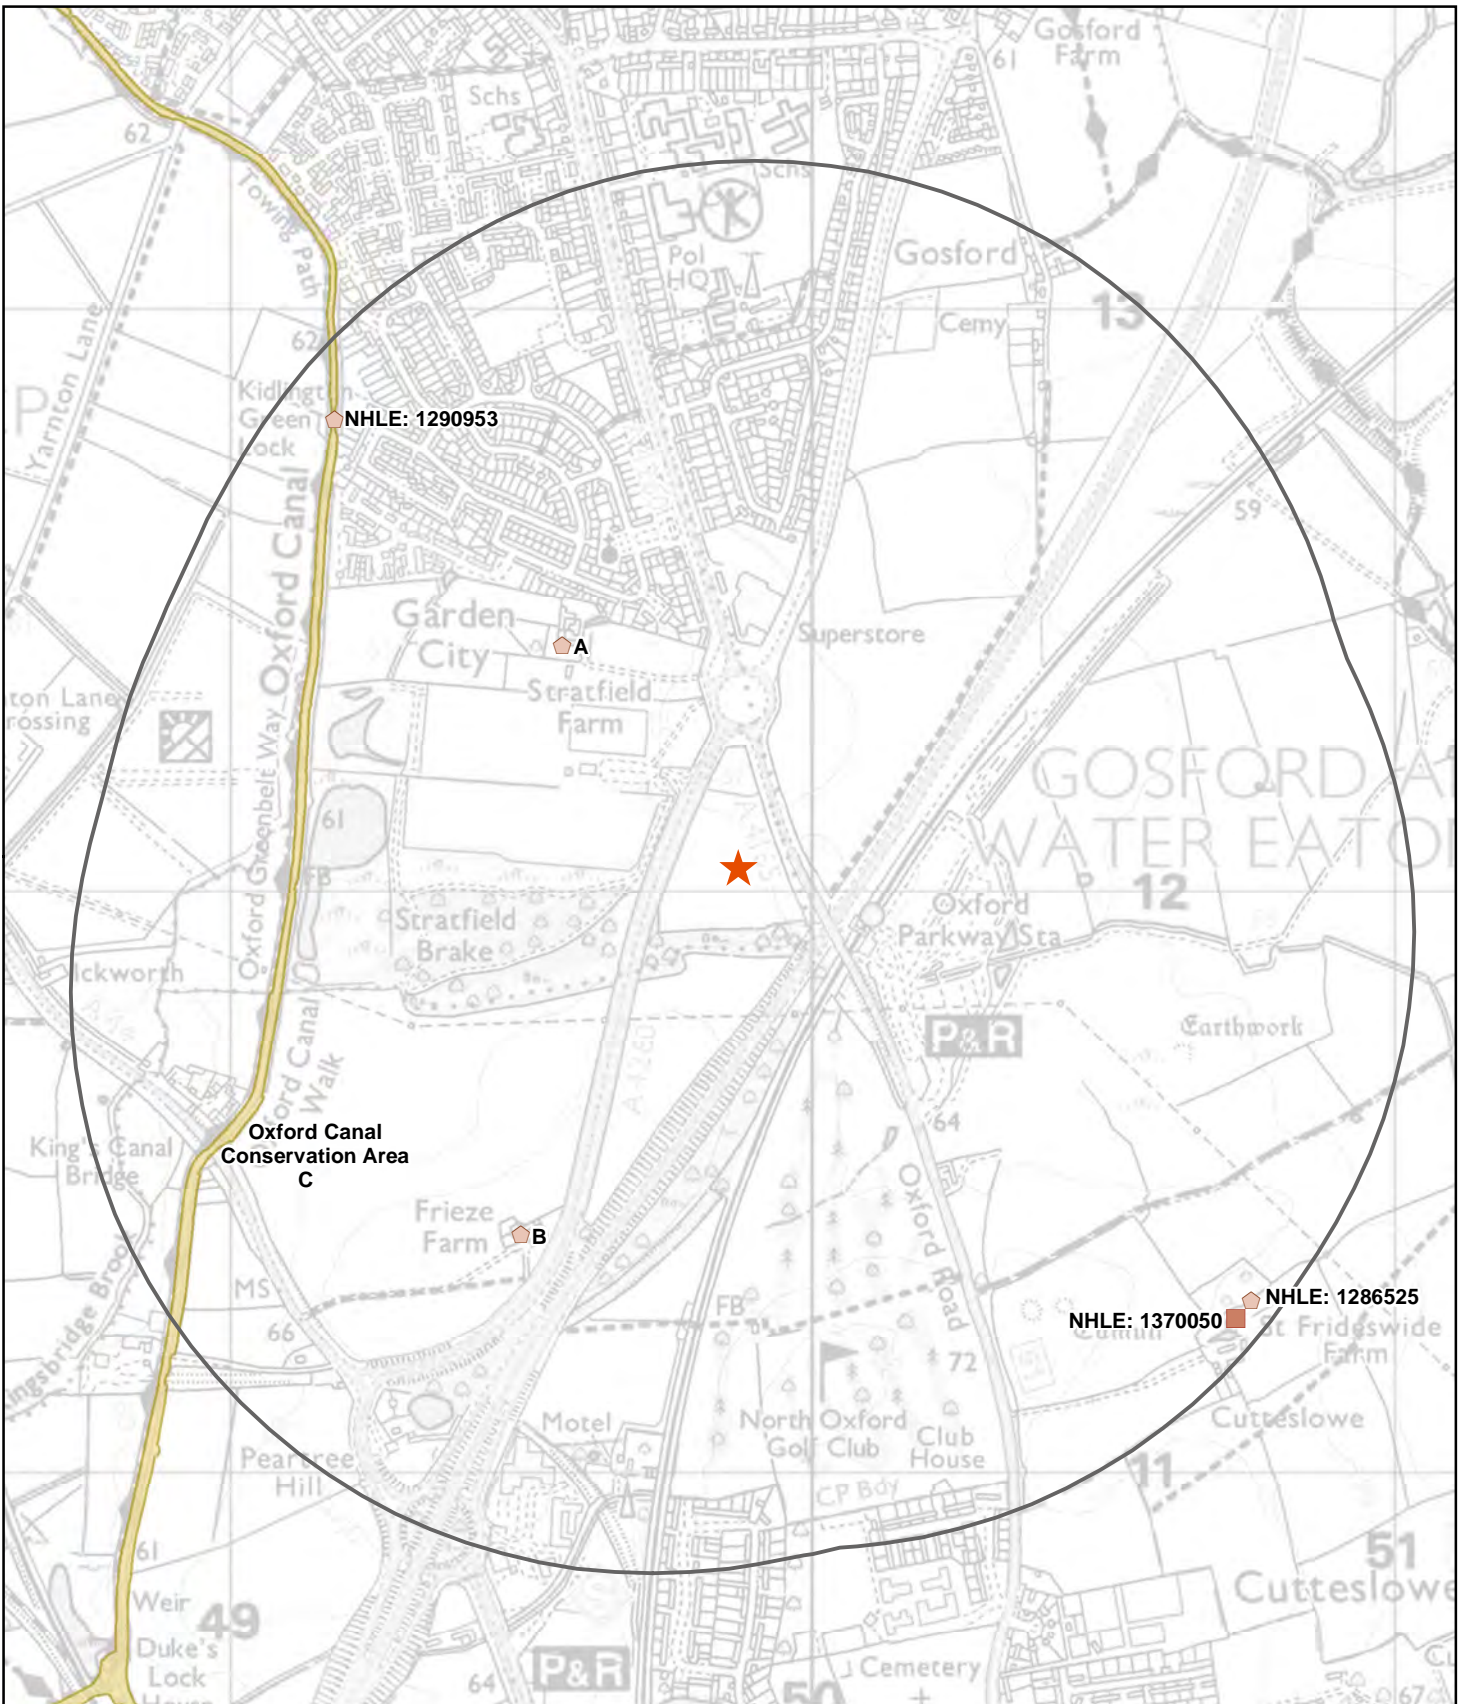 Gosford
Farm
61
Schs
62
Towing Path
Schs
Pol
HQ
Gosford
13
Cemy
62
Yarnton Lane
Kidlington
Green
Lock
NHLE: 1290953
Oxford Canal
59
Garden
City
A
Superstore
Stratfield
Farm
GOSFORD
WATER EATO
Oxford Greenbelt Way
61
FB
12
Stratfield
Brake
Oxford
Parkway Sta
P&R
Earthwork
Oxford Canal
Walk
64
King's Canal
Bridge
Oxford Canal
Conservation Area
C
Oxford Road
Frieze
Farm
B
MS
66
FB
NHLE: 1286525
NHLE: 1370050
Tumuli
St Frideswide
Farm
72
Motel
North Oxford
Golf Club
Club
House
Cutteslowe
Peartree
Hill
11
CP Bdy
61
51
Cutteslowe
Weir
49
Duke's
Lock
P&R
64
Cemetery
50
67